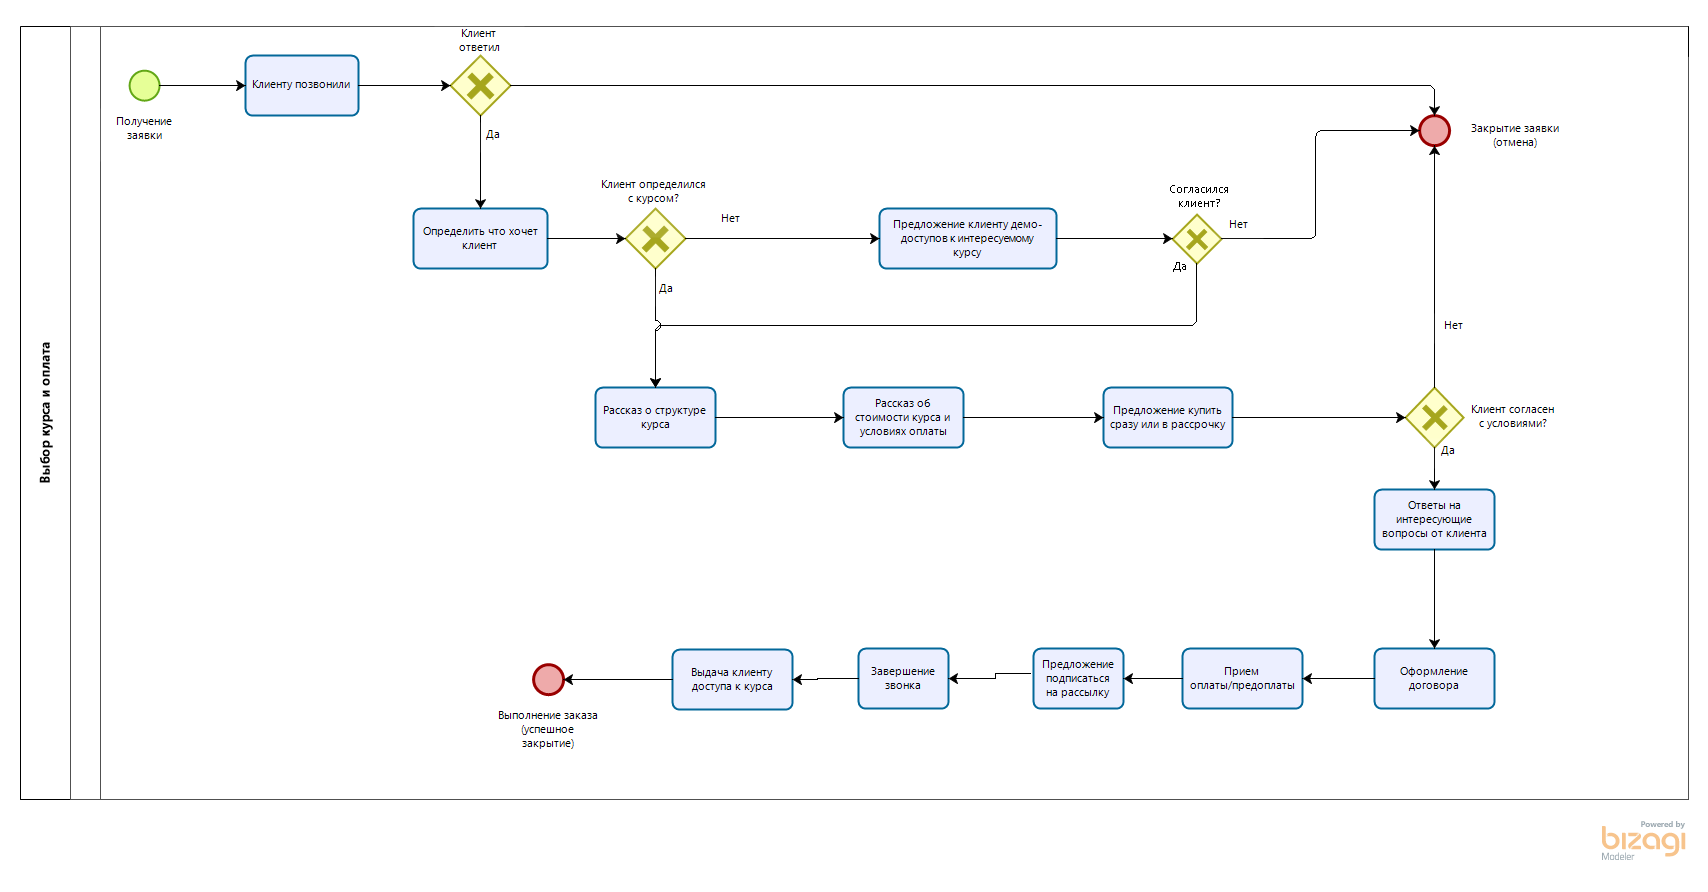 Выбор курса и оплата
Получение
заявки
Клиенту позвонили
Клиент
ответил
Да
Закрытие заявки
(отмена)
Определить что хочет
клиент
Клиент определился
с курсом?
Нет
Да
Предложение клиенту демо-
доступов к интересуемому
курсу
Согласился
клиент?
Нет
Да
Нет
Рассказ о структуре
курса
Рассказ об
стоимости курса и
условиях оплаты
Предложение купить
сразу или в рассрочку
Клиент согласен
с условиями?
Да
Ответы на
интересующие
вопросы от клиента
Оформление
договора
Прием
оплаты/предоплаты
Предложение
подписаться
на рассылку
Завершение
звонка
Выдача клиенту
доступа к курса
Выполнение заказа
(успешное
закрытие)
Powered by
bizagi
Modeler